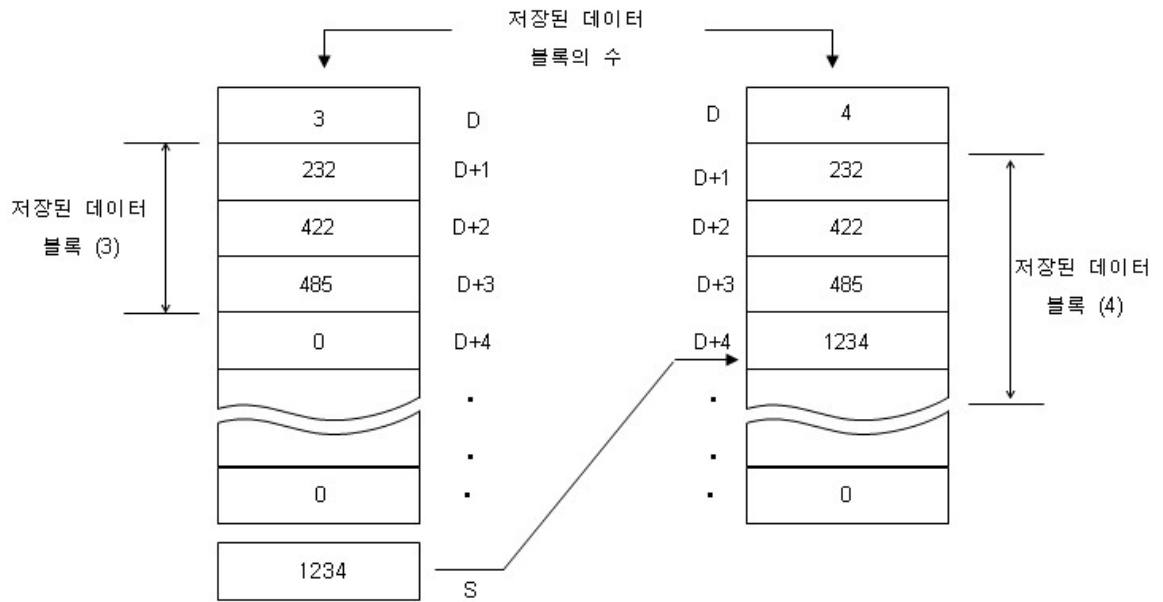 저장된 데이터
블록의 수
3 D D 4
232 D+1 D+1 232
저장된 데이터
블록 (3)
422 D+2 D+2 422
485 D+3 D+3 485
저장된 데이터
블록 (4)
0 D+4 D+4 1234
0 0
1234 S